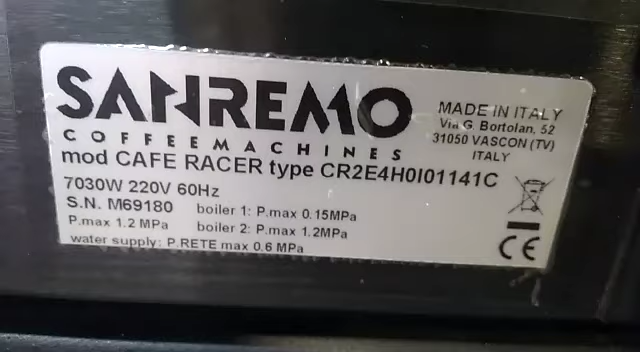 SANREMO
COFFEEMACHINES
MADE IN ITALY
Via G. Bortolan, 52
31050 VASCON (TV)
ITALY
mod CAFE RACER type CR2E4H0I01141C
7030W 220V 60Hz
S.N. M69180 boiler 1: P.max 0.15MPa
P.max 1.2 MPa boiler 2: P.max 1.2MPa
water supply: P.RETE max 0.6 MPa
CE